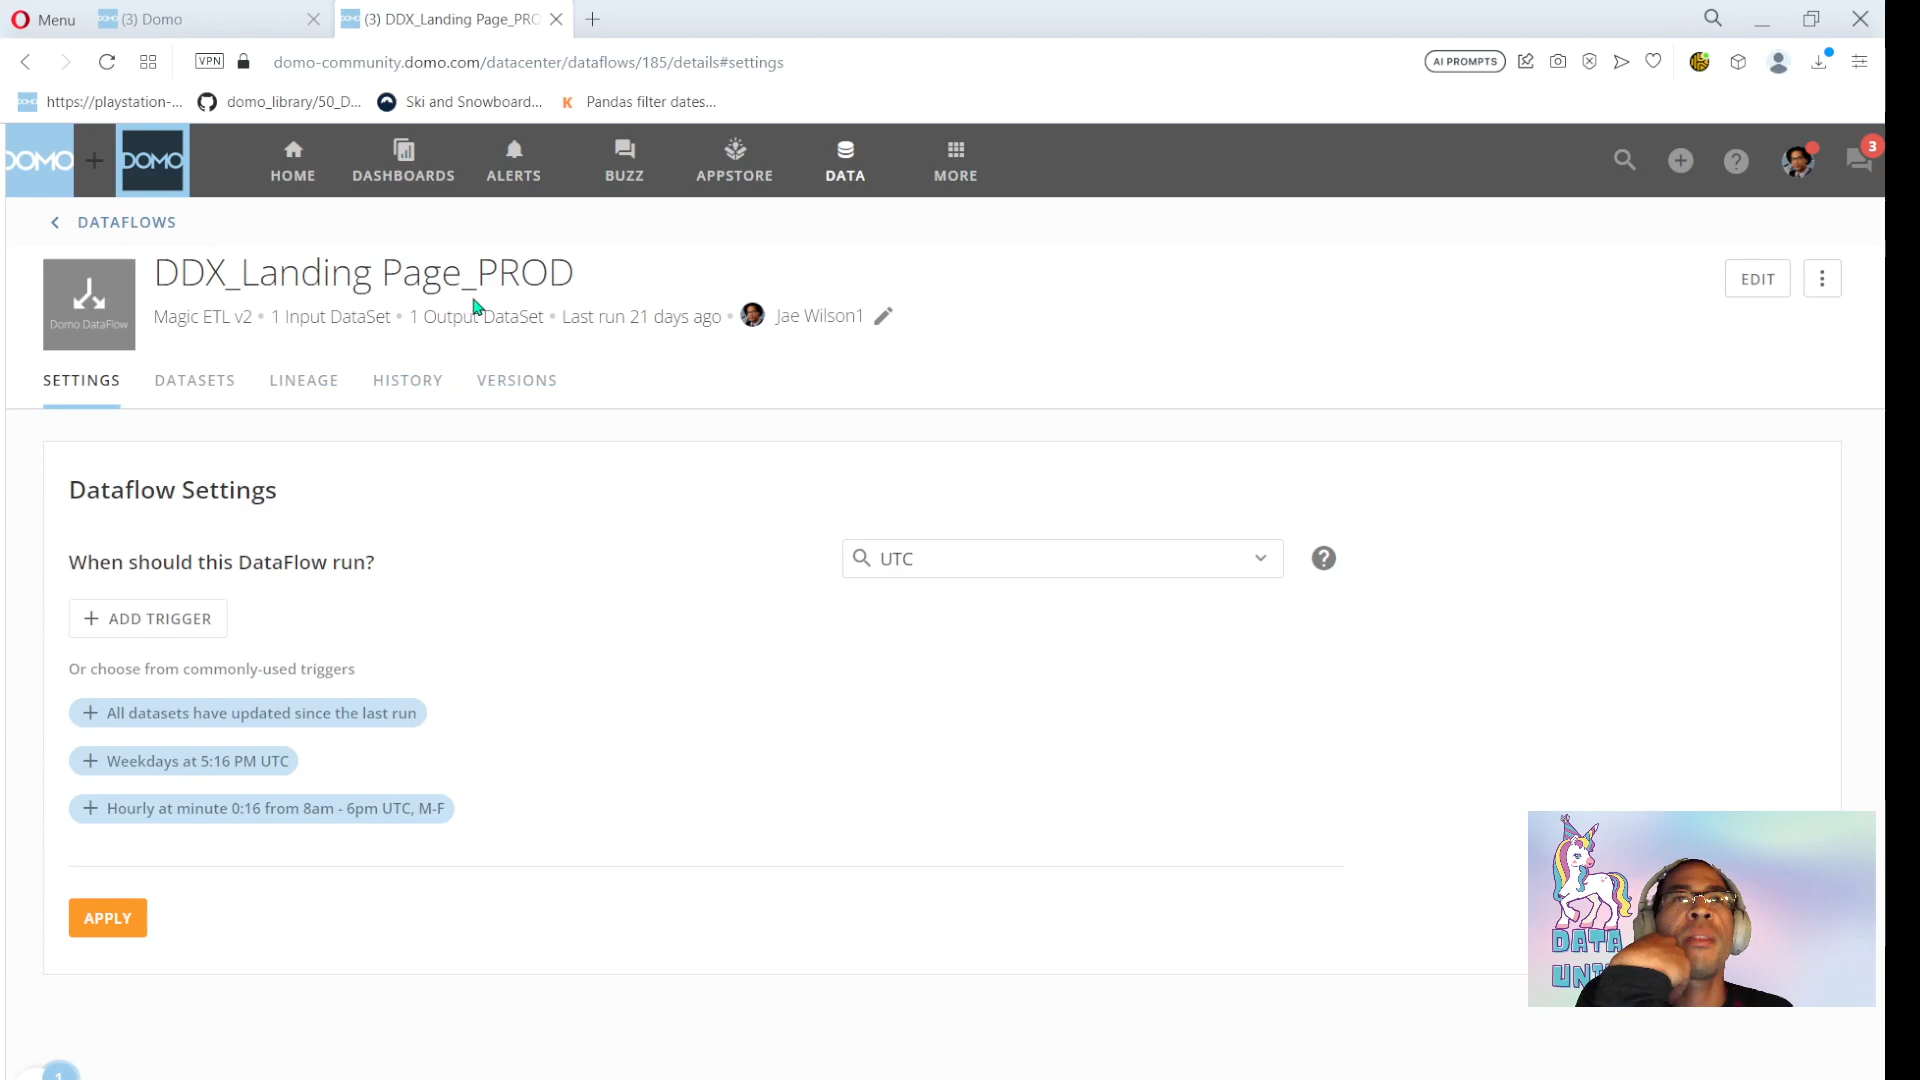 Menu
(3) Domo
(3) DDX_Landing Page_PRO
VPN
domo-community.domo.com/datacenter/dataflows/185/details#settings
AI PROMPTS
https://playstation-...
domo_library/50_D...
Ski and Snowboard...
K Pandas filter dates...
DOMO
DOMO
HOME
DASHBOARDS
ALERTS
BUZZ
APPSTORE
DATA
MORE
3
DATAFLOWS
Domo DataFlow
DDX_Landing Page_PROD
Magic ETL v2 • 1 Input DataSet • 1 Output DataSet • Last run 21 days ago • Jae Wilson1
EDIT
SETTINGS
DATASETS
LINEAGE
HISTORY
VERSIONS
Dataflow Settings
When should this DataFlow run?
UTC
+ ADD TRIGGER
Or choose from commonly-used triggers
+ All datasets have updated since the last run
+ Weekdays at 5:16 PM UTC
+ Hourly at minute 0:16 from 8am - 6pm UTC, M-F
APPLY
DATA
1